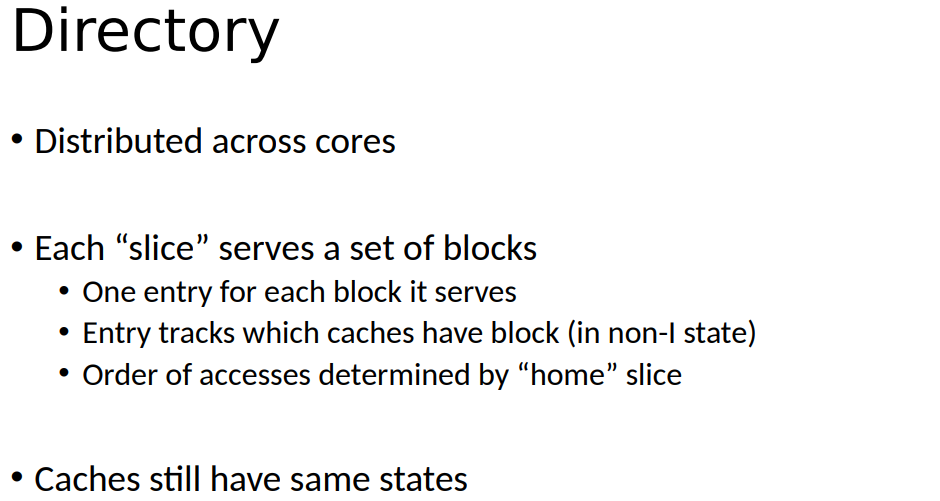 Directory
• Distributed across cores
• Each “slice” serves a set of blocks
• One entry for each block it serves
• Entry tracks which caches have block (in non-I state)
• Order of accesses determined by “home” slice
• Caches still have same states